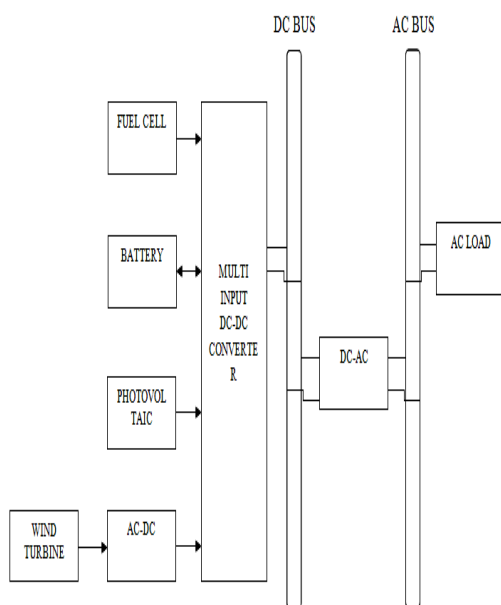 DC BUS
AC BUS
FUEL CELL
BATTERY
MULTI
INPUT
DC-DC
CONVERTE
R
AC LOAD
DC-AC
PHOTOVOL
TAIC
WIND
TURBINE
AC-DC